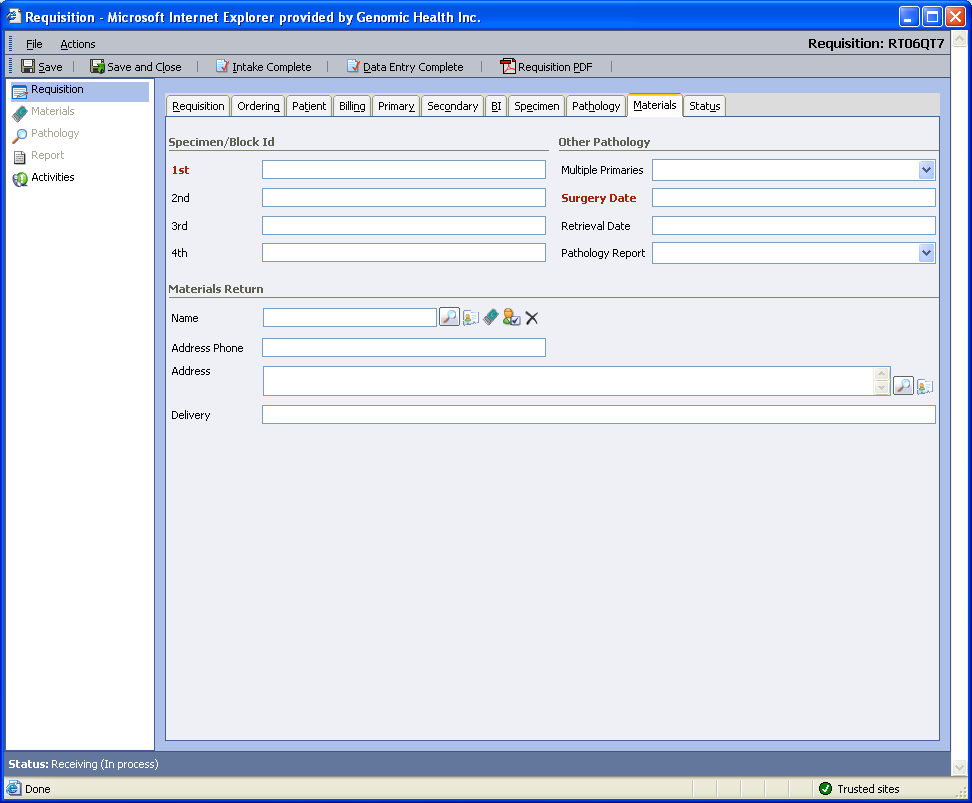 Requisition - Microsoft Internet Explorer provided by Genomic Health Inc.
File Actions Requisition: RT06QT7
Save Save and Close Intake Complete Data Entry Complete Requisition PDF
Requisition
Materials
Pathology
Report
Activities
Requisition Ordering Patient Billing Primary Secondary BI Specimen Pathology Materials Status
Specimen/Block Id Other Pathology
1st Multiple Primaries
2nd Surgery Date
3rd Retrieval Date
4th Pathology Report
Materials Return
Name
Address Phone
Address
Delivery
Status: Receiving (In process)
Done Trusted sites